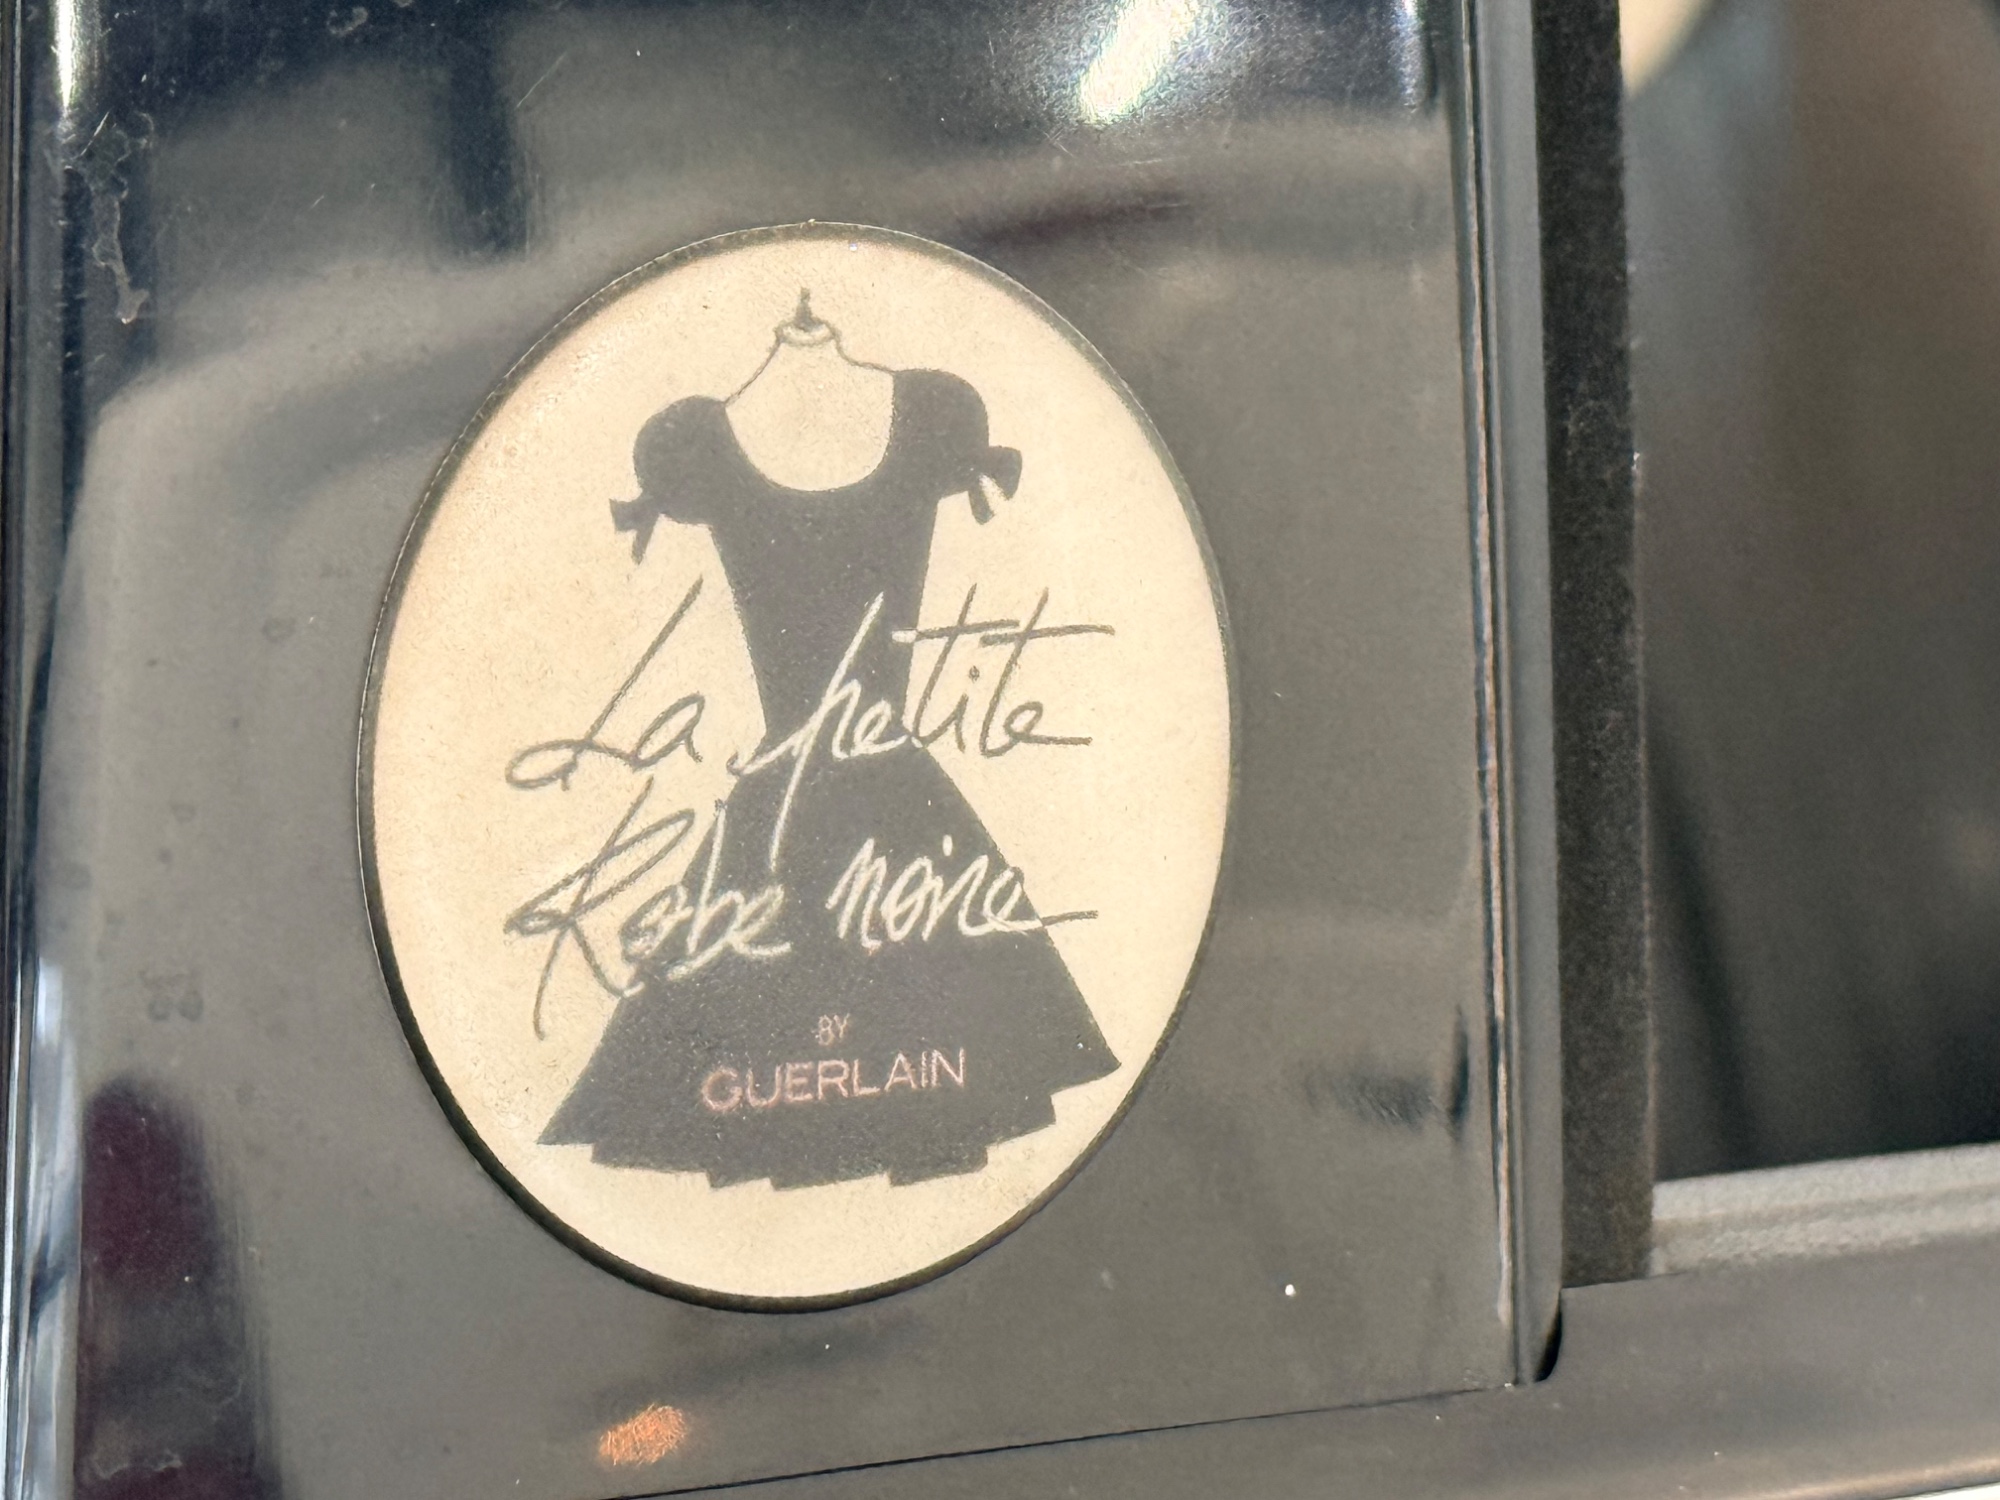 La petite
Robe noire
BY
GUERLAIN